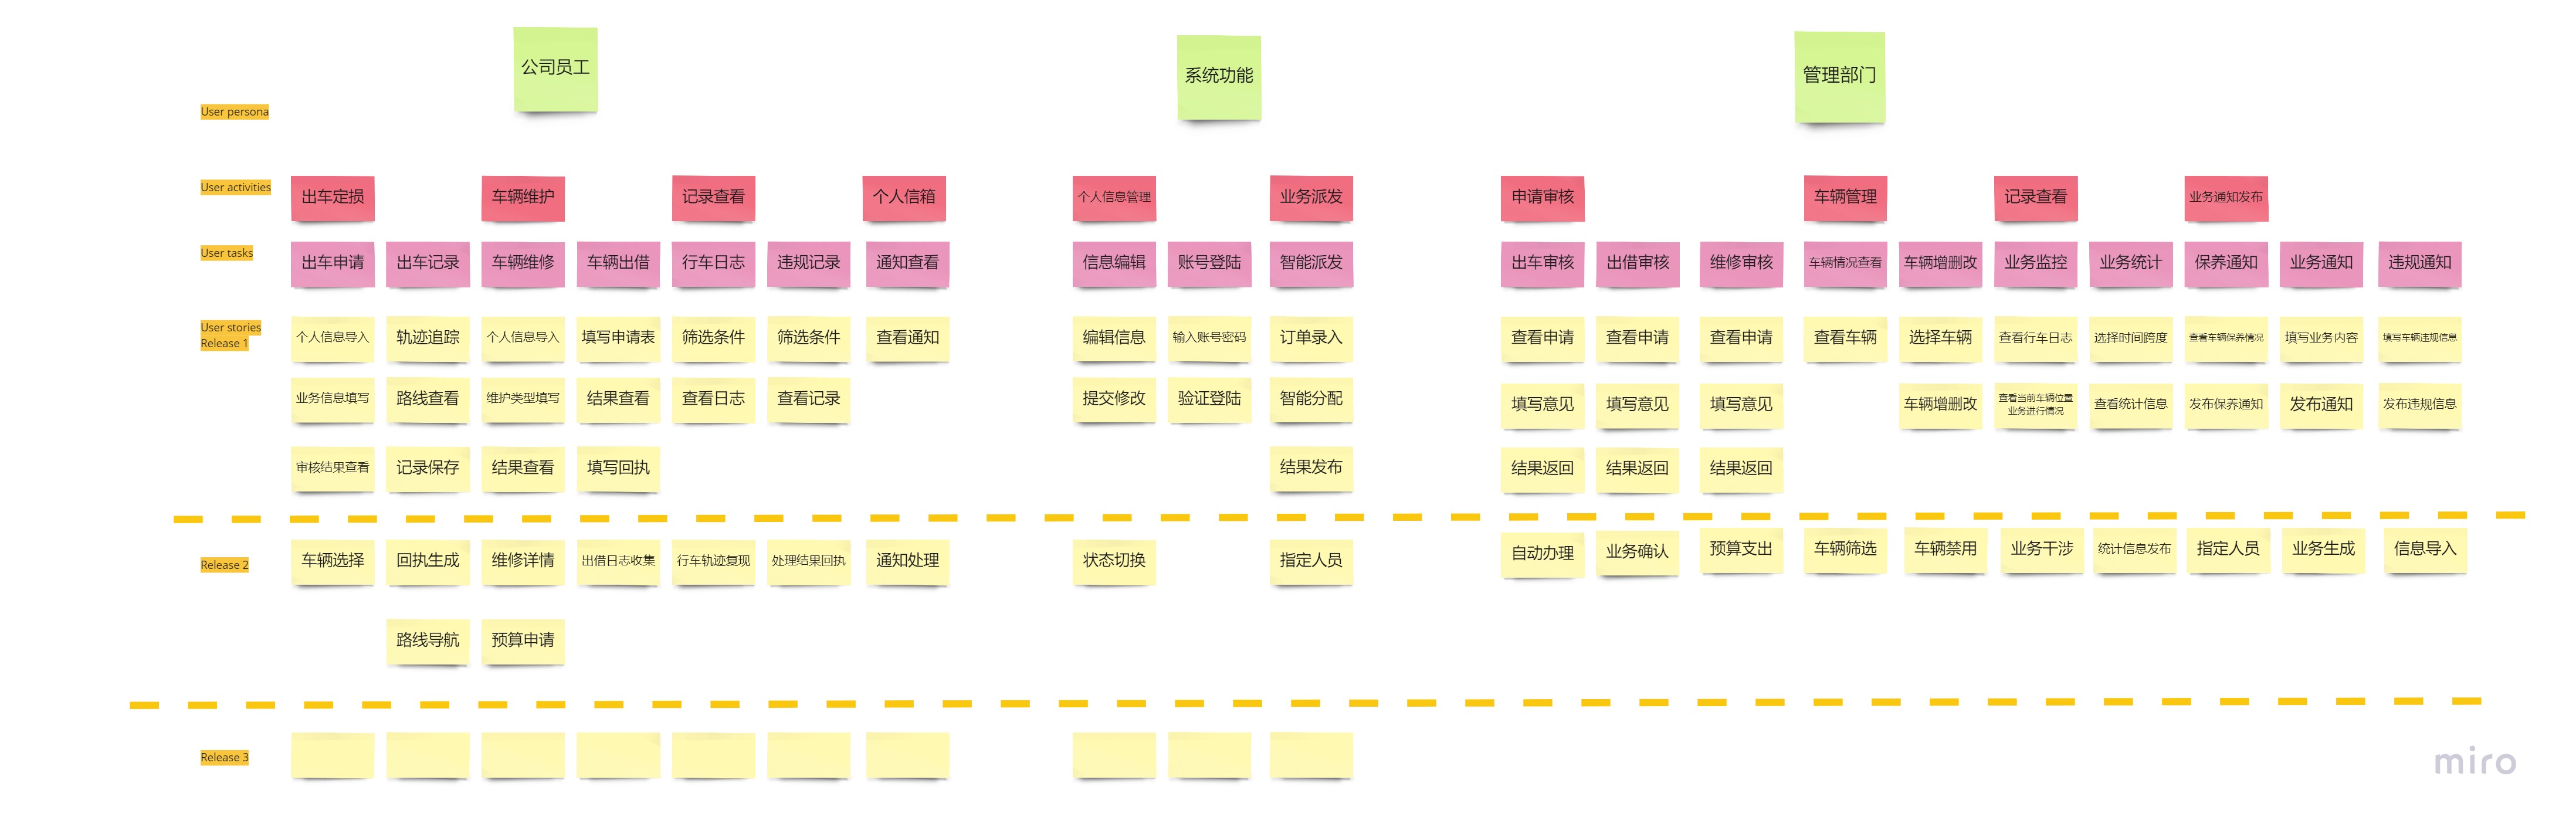 公司员工
系统功能
管理部门
User persona
User activities
出车定损
车辆维护
记录查看
个人信箱
个人信息管理
业务派发
申请审核
车辆管理
记录查看
业务通知发布
User tasks
出车申请
出车记录
车辆维修
车辆出借
行车日志
违规记录
通知查看
信息编辑
账号登陆
智能派发
出车审核
出借审核
维修审核
车辆情况查看
车辆增删改
业务监控
业务统计
保养通知
业务通知
违规通知
User stories
Release 1
个人信息导入
轨迹追踪
个人信息导入
填写申请表
筛选条件
筛选条件
查看通知
编辑信息
输入账号密码
订单录入
查看申请
查看申请
查看申请
查看车辆
选择车辆
查看行车日志
选择时间跨度
查看车辆保养情况
填写业务内容
填写车辆违规信息
业务信息填写
路线查看
维护类型填写
结果查看
查看日志
查看记录
提交修改
验证登陆
智能分配
填写意见
填写意见
填写意见
车辆增删改
查看当前车辆位置
业务进行情况
查看统计信息
发布保养通知
发布通知
发布违规信息
审核结果查看
记录保存
结果查看
填写回执
结果发布
结果返回
结果返回
结果返回
Release 2
车辆选择
回执生成
维修详情
出借日志收集
行车轨迹复现
处理结果回执
通知处理
状态切换
指定人员
自动办理
业务确认
预算支出
车辆筛选
车辆禁用
业务干涉
统计信息发布
指定人员
业务生成
信息导入
路线导航
预算申请
Release 3
miro